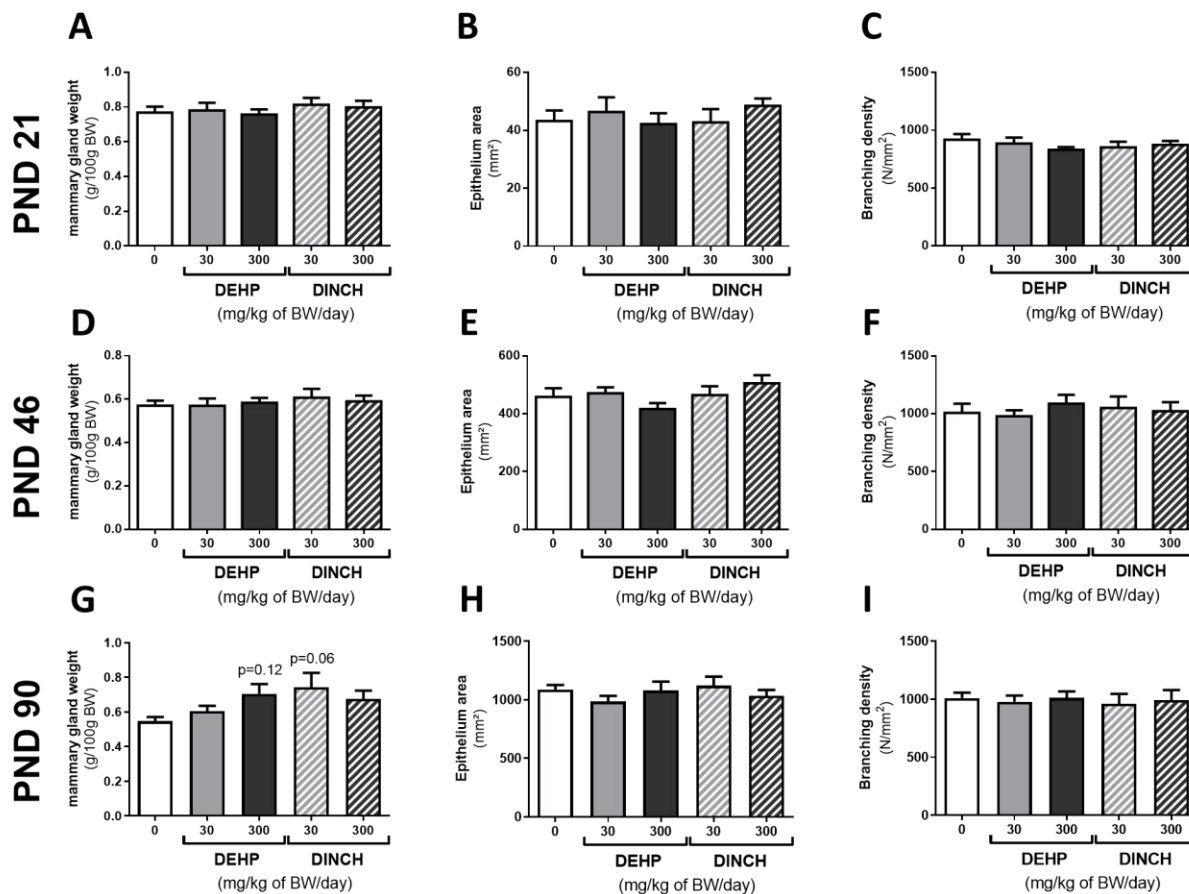 A
B
C
PND 21
mammary gland weight
(g/100g BW)
1.0
0.8
0.6
0.4
0.2
0.0
0 30 300 30 300
DEHP DINCH
(mg/kg of BW/day)
Epithelium area
(mm²)
60
40
20
0
0 30 300 30 300
DEHP DINCH
(mg/kg of BW/day)
Branching density
(N/mm²)
1500
1000
500
0
0 30 300 30 300
DEHP DINCH
(mg/kg of BW/day)
D
E
F
PND 46
mammary gland weight
(g/100g BW)
0.8
0.6
0.4
0.2
0.0
0 30 300 30 300
DEHP DINCH
(mg/kg of BW/day)
Epithelium area
(mm²)
600
400
200
0
0 30 300 30 300
DEHP DINCH
(mg/kg of BW/day)
Branching density
(N/mm²)
1500
1000
500
0
0 30 300 30 300
DEHP DINCH
(mg/kg of BW/day)
G
H
I
PND 90
mammary gland weight
(g/100g BW)
1.0
0.8
0.6
0.4
0.2
0.0
p=0.12 p=0.06
0 30 300 30 300
DEHP DINCH
(mg/kg of BW/day)
Epithelium area
(mm²)
1500
1000
500
0
0 30 300 30 300
DEHP DINCH
(mg/kg of BW/day)
Branching density
(N/mm²)
1500
1000
500
0
0 30 300 30 300
DEHP DINCH
(mg/kg of BW/day)